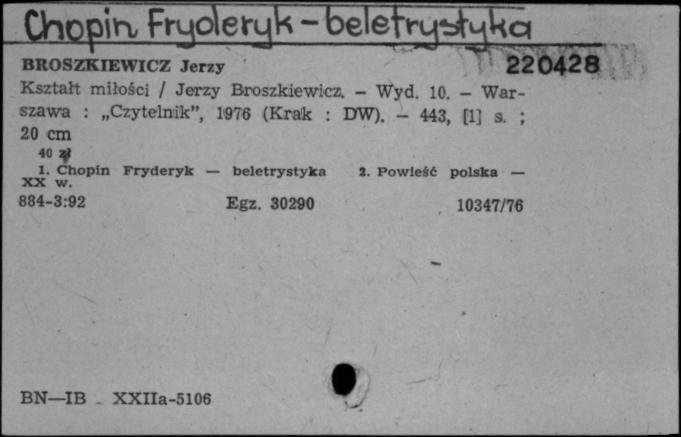 Chopin Fryderyk - beletrystyka
BROSZKIEWICZ Jerzy 220428
Kształt miłości / Jerzy Broszkiewicz. — Wyd. 10. — War-
szawa : „Czytelnik”, 1976 (Krak : DW). — 443, [1] s. ;
20 cm
40 zł
1. Chopin Fryderyk — beletrystyka 2. Powieść polska —
XX w.
884-3:92 Egz. 30290 10347/76
BN—IB XXIIa-5106